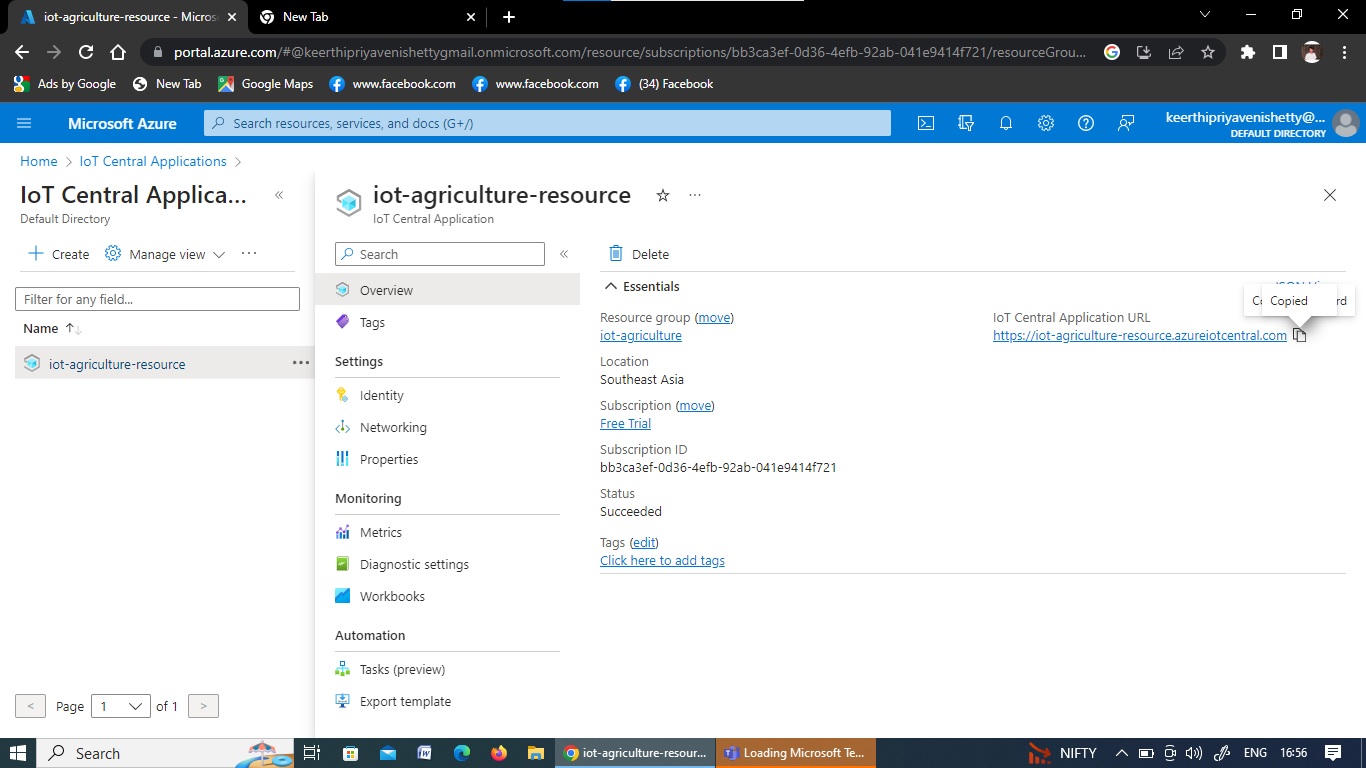 iot-agriculture-resource - Micros
New Tab
portal.azure.com/#@keerthipriyavenishettygmail.onmicrosoft.com/resource/subscriptions/bb3ca3ef-0d36-4efb-92ab-041e9414f721/resourceGrou...
Ads by Google
New Tab
Google Maps
www.facebook.com
www.facebook.com
(34) Facebook
Microsoft Azure
Search resources, services, and docs (G+/)
keerthipriyavenishetty@...
DEFAULT DIRECTORY
Home > IoT Central Applications >
IoT Central Applica... «
Default Directory
+ Create
Manage view
...
Filter for any field...
Name ↑↓
iot-agriculture-resource ...
< Page 1 of 1 >
iot-agriculture-resource ...
IoT Central Application
Search «
Overview
Tags
Settings
Identity
Networking
Properties
Monitoring
Metrics
Diagnostic settings
Workbooks
Automation
Tasks (preview)
Export template
Delete
Essentials
Copied
Resource group (move)
iot-agriculture
Location
Southeast Asia
Subscription (move)
Free Trial
Subscription ID
bb3ca3ef-0d36-4efb-92ab-041e9414f721
Status
Succeeded
Tags (edit)
Click here to add tags
IoT Central Application URL
https://iot-agriculture-resource.azureiotcentral.com
Search
iot-agriculture-resour...
Loading Microsoft Te...
NIFTY
ENG
16:56